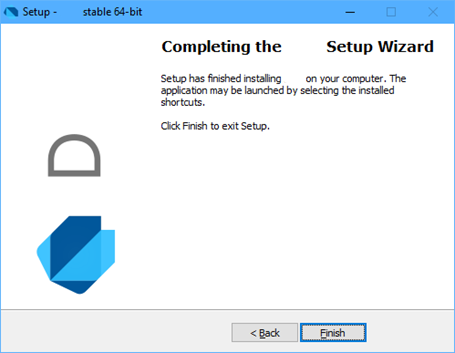 Setup - stable 64-bit
Completing the Setup Wizard
Setup has finished installing on your computer. The
application may be launched by selecting the installed
shortcuts.
Click Finish to exit Setup.
D
< Back
Finish